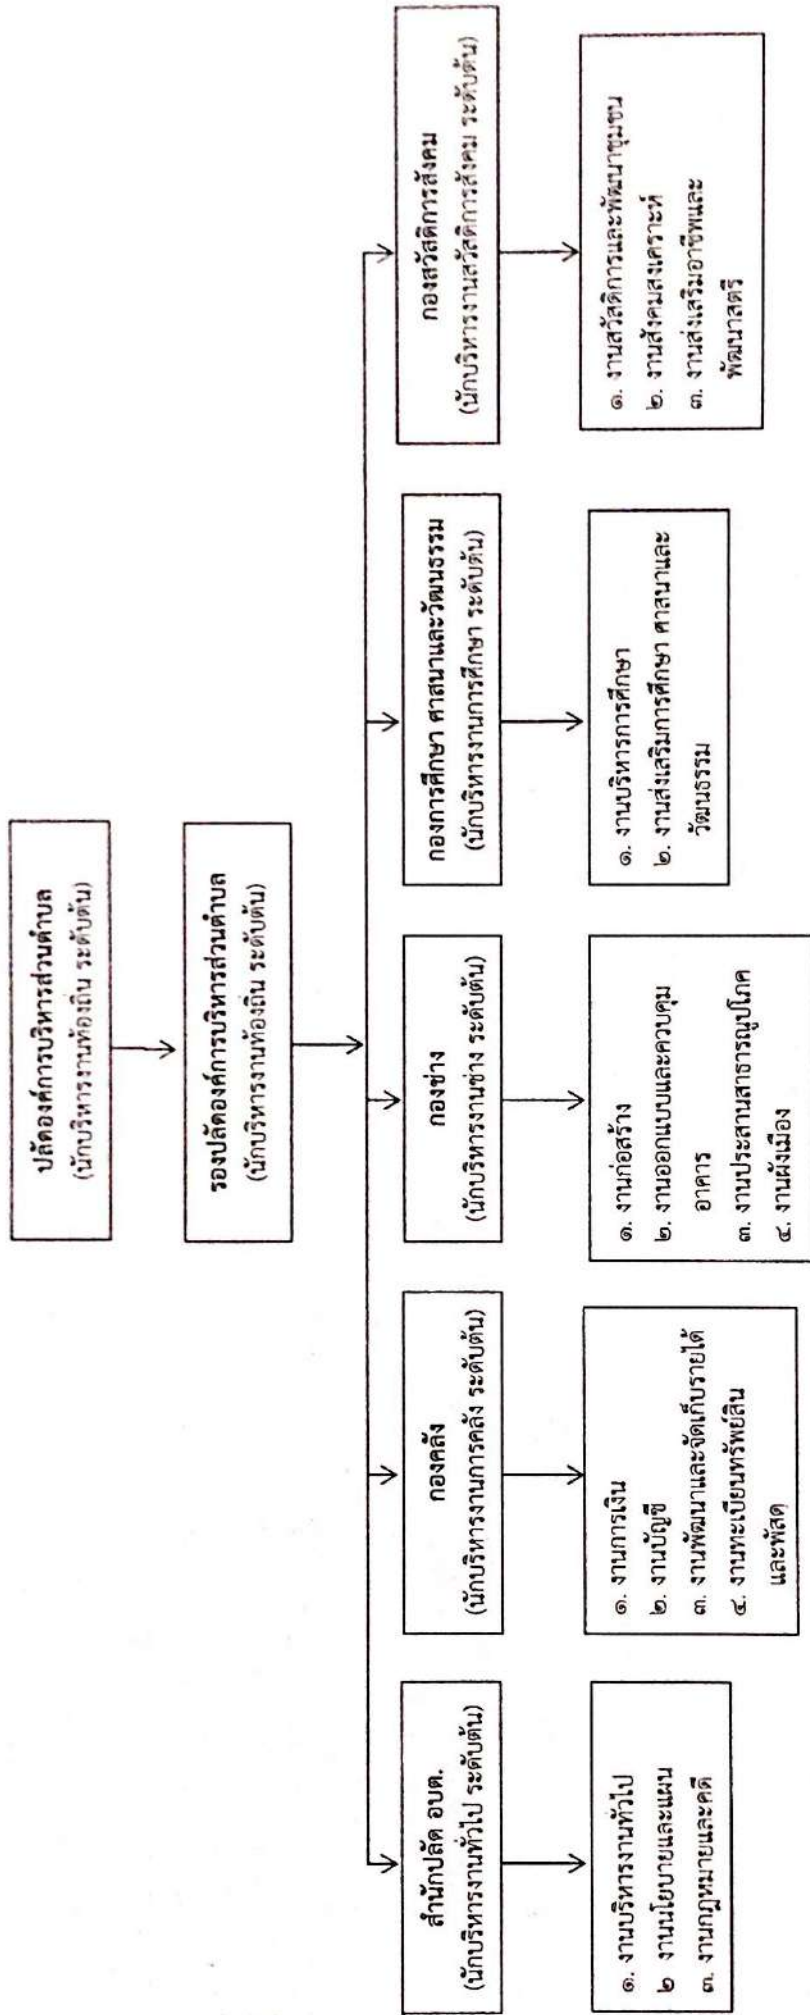 ปลัดองค์การบริหารส่วนตำบล
(นักบริหารงานท้องถิ่น ระดับต้น)
รองปลัดองค์การบริหารส่วนตำบล
(นักบริหารงานท้องถิ่น ระดับต้น)
สำนักปลัด อบต.
(นักบริหารงานทั่วไป ระดับต้น)
๑. งานบริหารงานทั่วไป
๒ งานนโยบายและแผน
๓. งานกฎหมายและคดี
กองคลัง
(นักบริหารงานการคลัง ระดับต้น)
๑. งานการเงิน
๒. งานบัญชี
๓. งานพัฒนาและจัดเก็บรายได้
๔. งานทะเบียนทรัพย์สิน
และพัสดุ
กองช่าง
(นักบริหารงานช่าง ระดับต้น)
๑. งานก่อสร้าง
๒. งานออกแบบและควบคุม
อาคาร
๓. งานประสานสาธารณูปโภค
๔. งานผังเมือง
กองการศึกษา ศาสนาและวัฒนธรรม
(นักบริหารงานการศึกษา ระดับต้น)
๑. งานบริหารการศึกษา
๒. งานส่งเสริมการศึกษา ศาสนาและ
วัฒนธรรม
กองสวัสดิการสังคม
(นักบริหารงานสวัสดิการสังคม ระดับต้น)
๑. งานสวัสดิการและพัฒนาชุมชน
๒. งานสังคมสงเคราะห์
๓. งานส่งเสริมอาชีพและ
พัฒนาสตรี